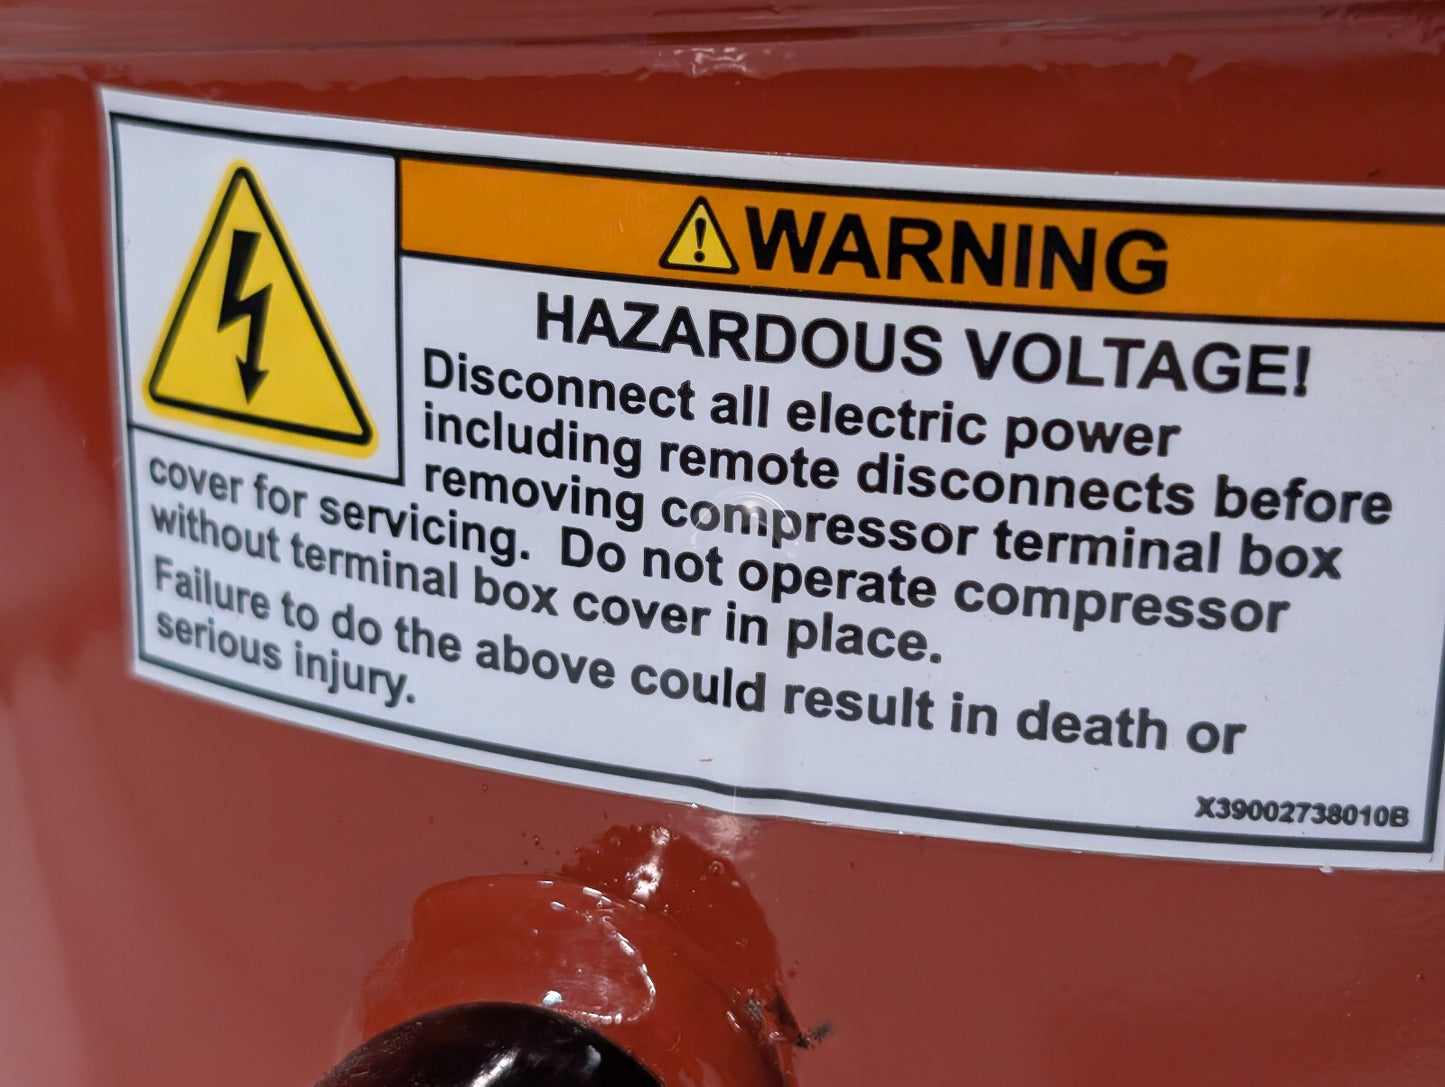 WARNING
HAZARDOUS VOLTAGE!
Disconnect all electric power
including remote disconnects before
removing compressor terminal box
cover for servicing. Do not operate compressor
without terminal box cover in place.
Failure to do the above could result in death or
serious injury.
X39002738010B